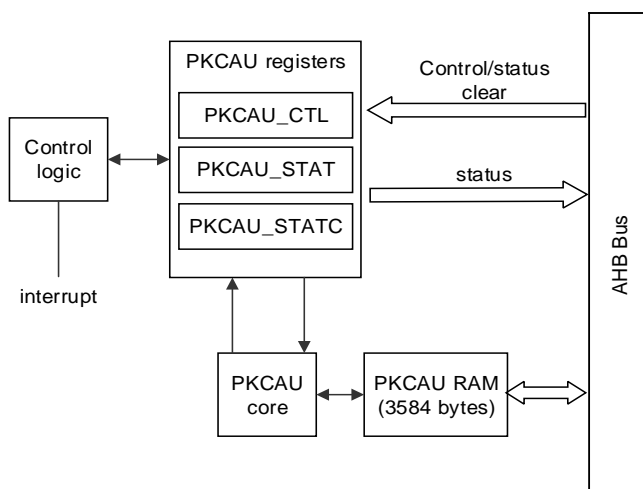 PKCAU registers
PKCAU_CTL
PKCAU_STAT
PKCAU_STATC
Control
logic
interrupt
Control/status
clear
status
AHB Bus
PKCAU
core
PKCAU RAM
(3584 bytes)